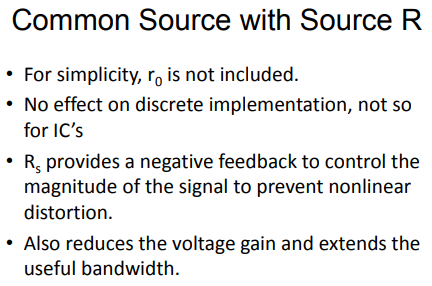 Common Source with Source R
• For simplicity, r0 is not included.
• No effect on discrete implementation, not so
for IC’s
• Rs provides a negative feedback to control the
magnitude of the signal to prevent nonlinear
distortion.
• Also reduces the voltage gain and extends the
useful bandwidth.